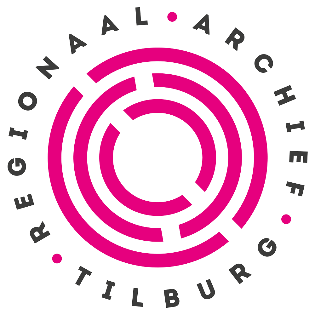 REGIONAAL • ARCHIEF • TILBURG •